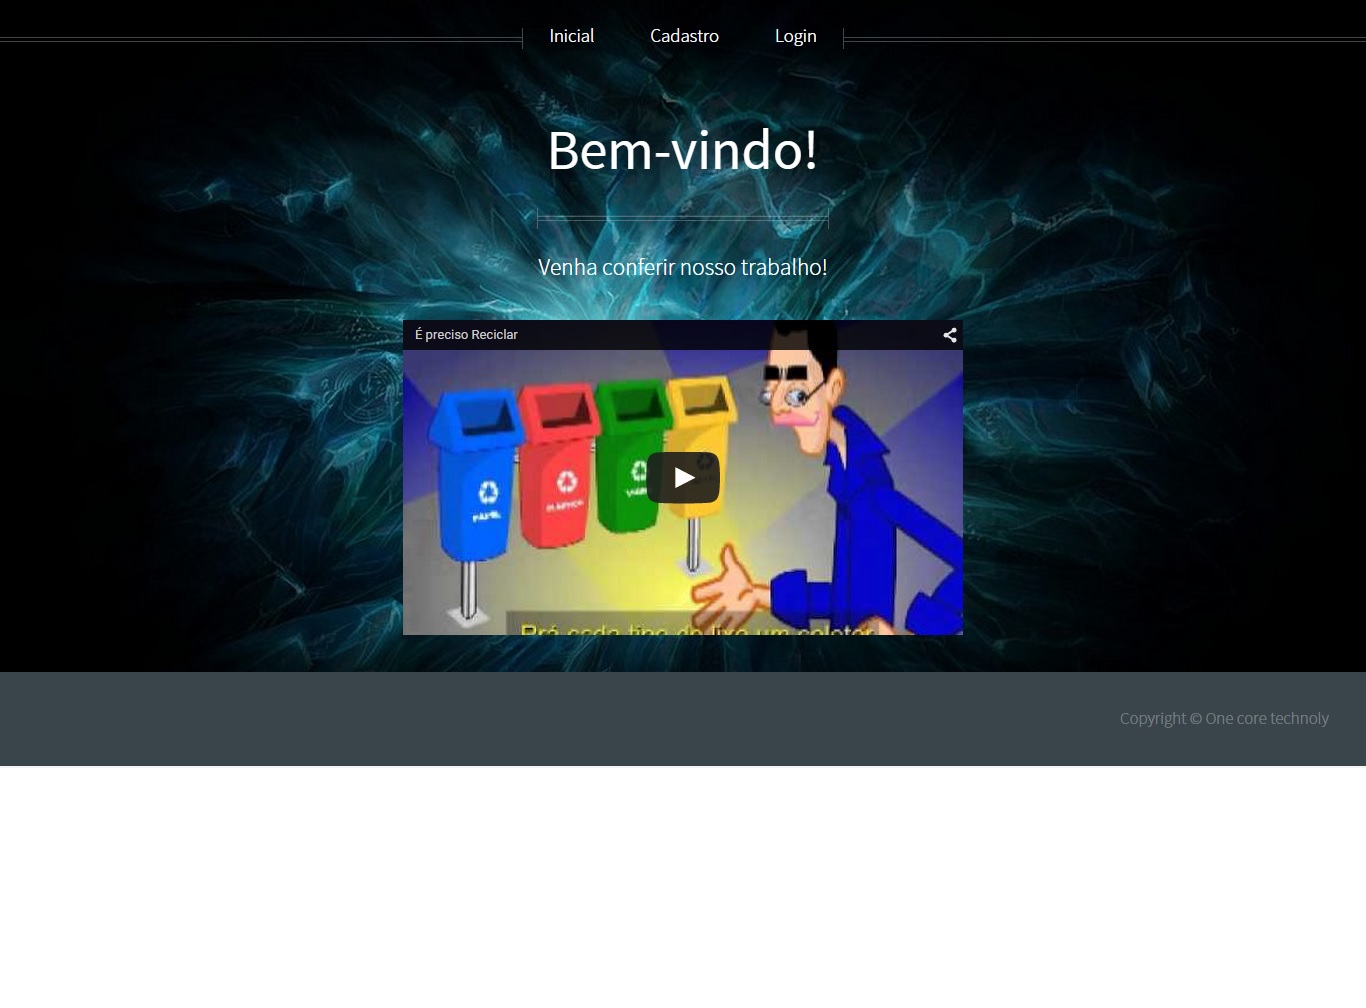 Inicial Cadastro Login
Bem-vindo!
Venha conferir nosso trabalho!
É preciso Reciclar
PAPEL
PLÁSTICO
Prá cada tipo de lixo um coletor
Copyright © One core technoly